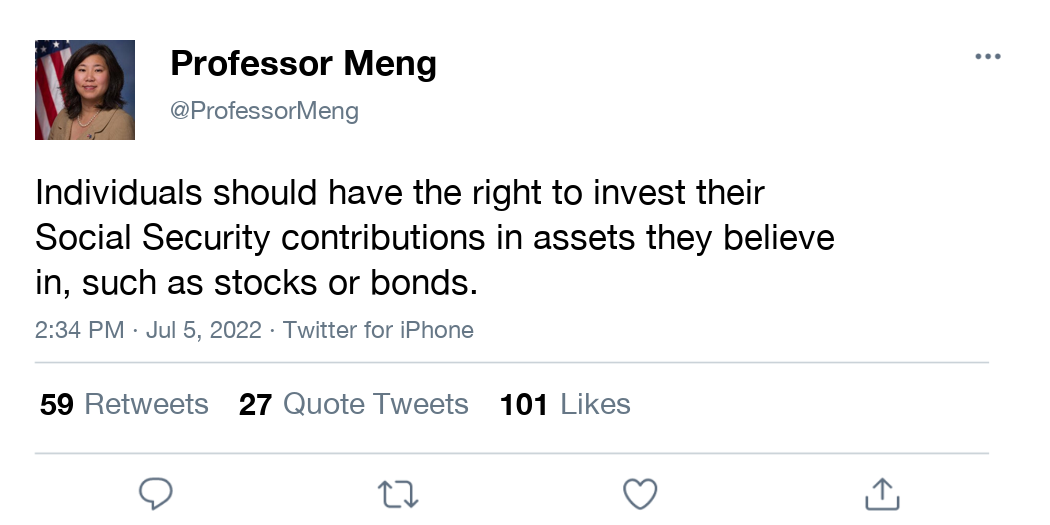 Professor Meng
@ProfessorMeng
Individuals should have the right to invest their
Social Security contributions in assets they believe
in, such as stocks or bonds.
2:34 PM · Jul 5, 2022 · Twitter for iPhone
59 Retweets 27 Quote Tweets 101 Likes